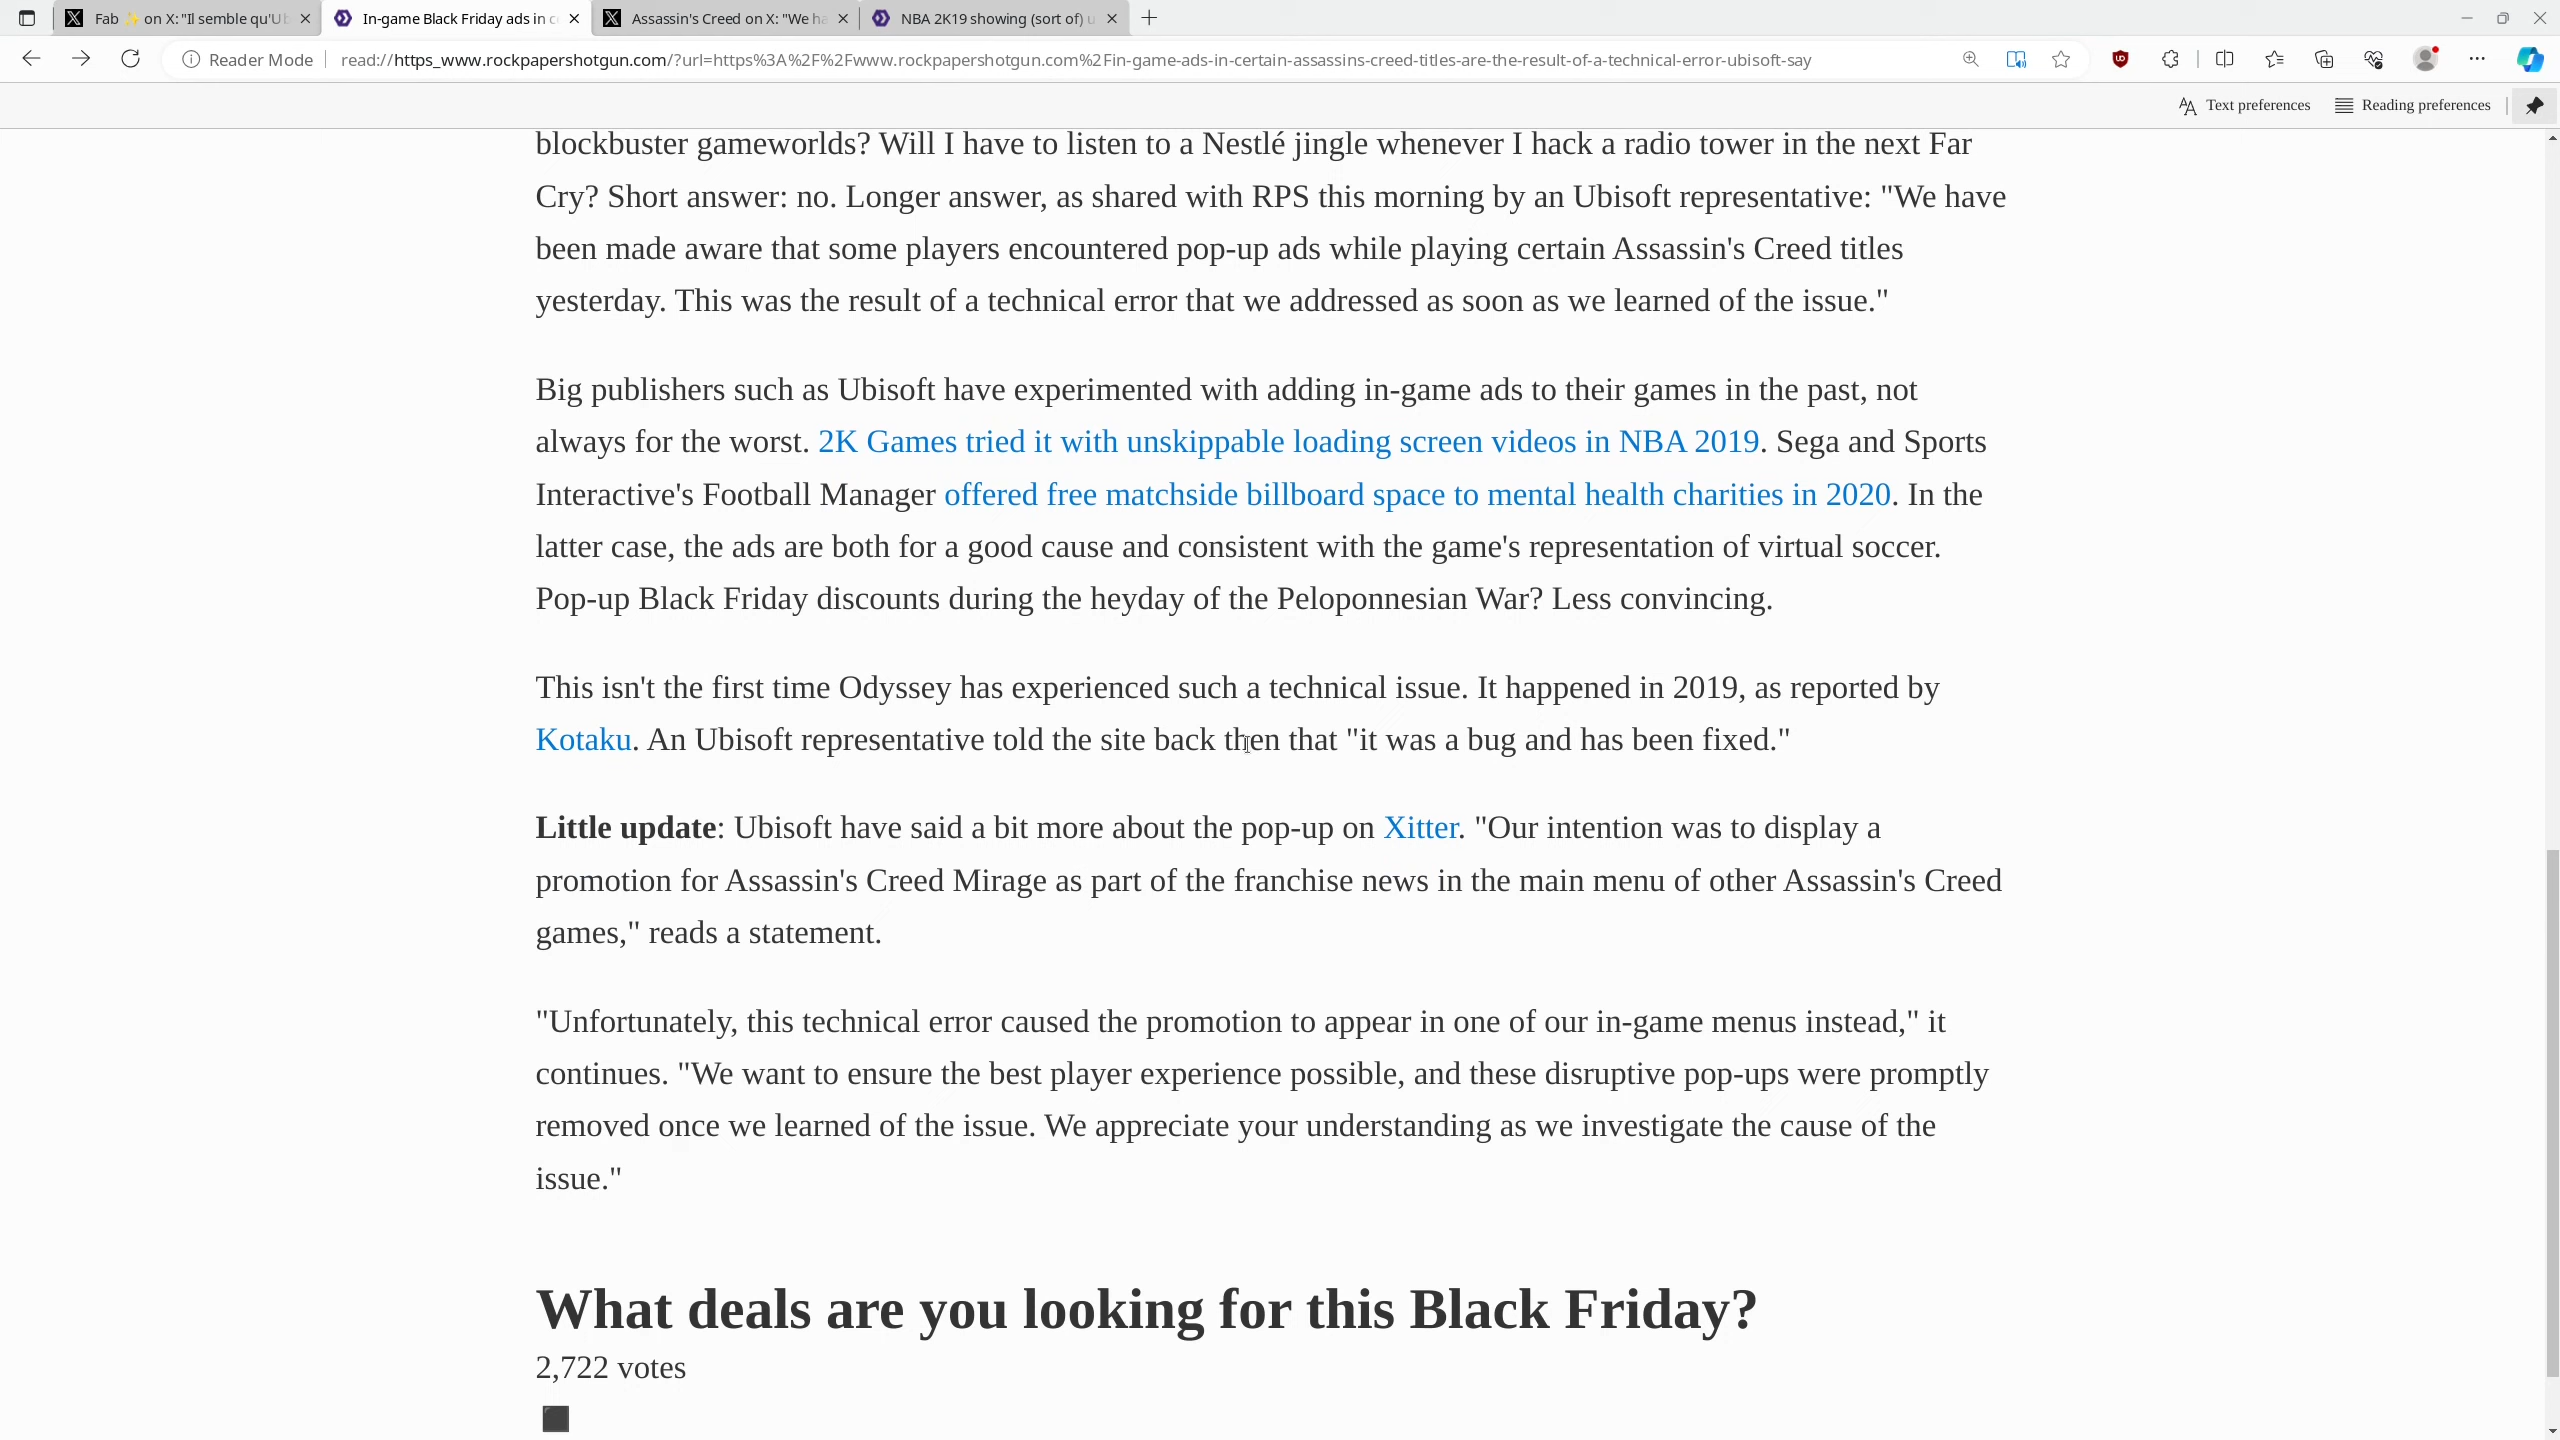 Fab ✨ on X: "Il semble qu'Ub
In-game Black Friday ads in c
Assassin's Creed on X: "We ha
NBA 2K19 showing (sort of) u
Reader Mode
read://https_www.rockpapershotgun.com/?url=https%3A%2F%2Fwww.rockpapershotgun.com%2Fin-game-ads-in-certain-assassins-creed-titles-are-the-result-of-a-technical-error-ubisoft-say
Text preferences
Reading preferences
blockbuster gameworlds? Will I have to listen to a Nestlé jingle whenever I hack a radio tower in the next Far
Cry? Short answer: no. Longer answer, as shared with RPS this morning by an Ubisoft representative: "We have
been made aware that some players encountered pop-up ads while playing certain Assassin's Creed titles
yesterday. This was the result of a technical error that we addressed as soon as we learned of the issue."
Big publishers such as Ubisoft have experimented with adding in-game ads to their games in the past, not
always for the worst. 2K Games tried it with unskippable loading screen videos in NBA 2019. Sega and Sports
Interactive's Football Manager offered free matchside billboard space to mental health charities in 2020. In the
latter case, the ads are both for a good cause and consistent with the game's representation of virtual soccer.
Pop-up Black Friday discounts during the heyday of the Peloponnesian War? Less convincing.
This isn't the first time Odyssey has experienced such a technical issue. It happened in 2019, as reported by
Kotaku. An Ubisoft representative told the site back then that "it was a bug and has been fixed."
Little update: Ubisoft have said a bit more about the pop-up on Xitter. "Our intention was to display a
promotion for Assassin's Creed Mirage as part of the franchise news in the main menu of other Assassin's Creed
games," reads a statement.
"Unfortunately, this technical error caused the promotion to appear in one of our in-game menus instead," it
continues. "We want to ensure the best player experience possible, and these disruptive pop-ups were promptly
removed once we learned of the issue. We appreciate your understanding as we investigate the cause of the
issue."
What deals are you looking for this Black Friday?
2,722 votes